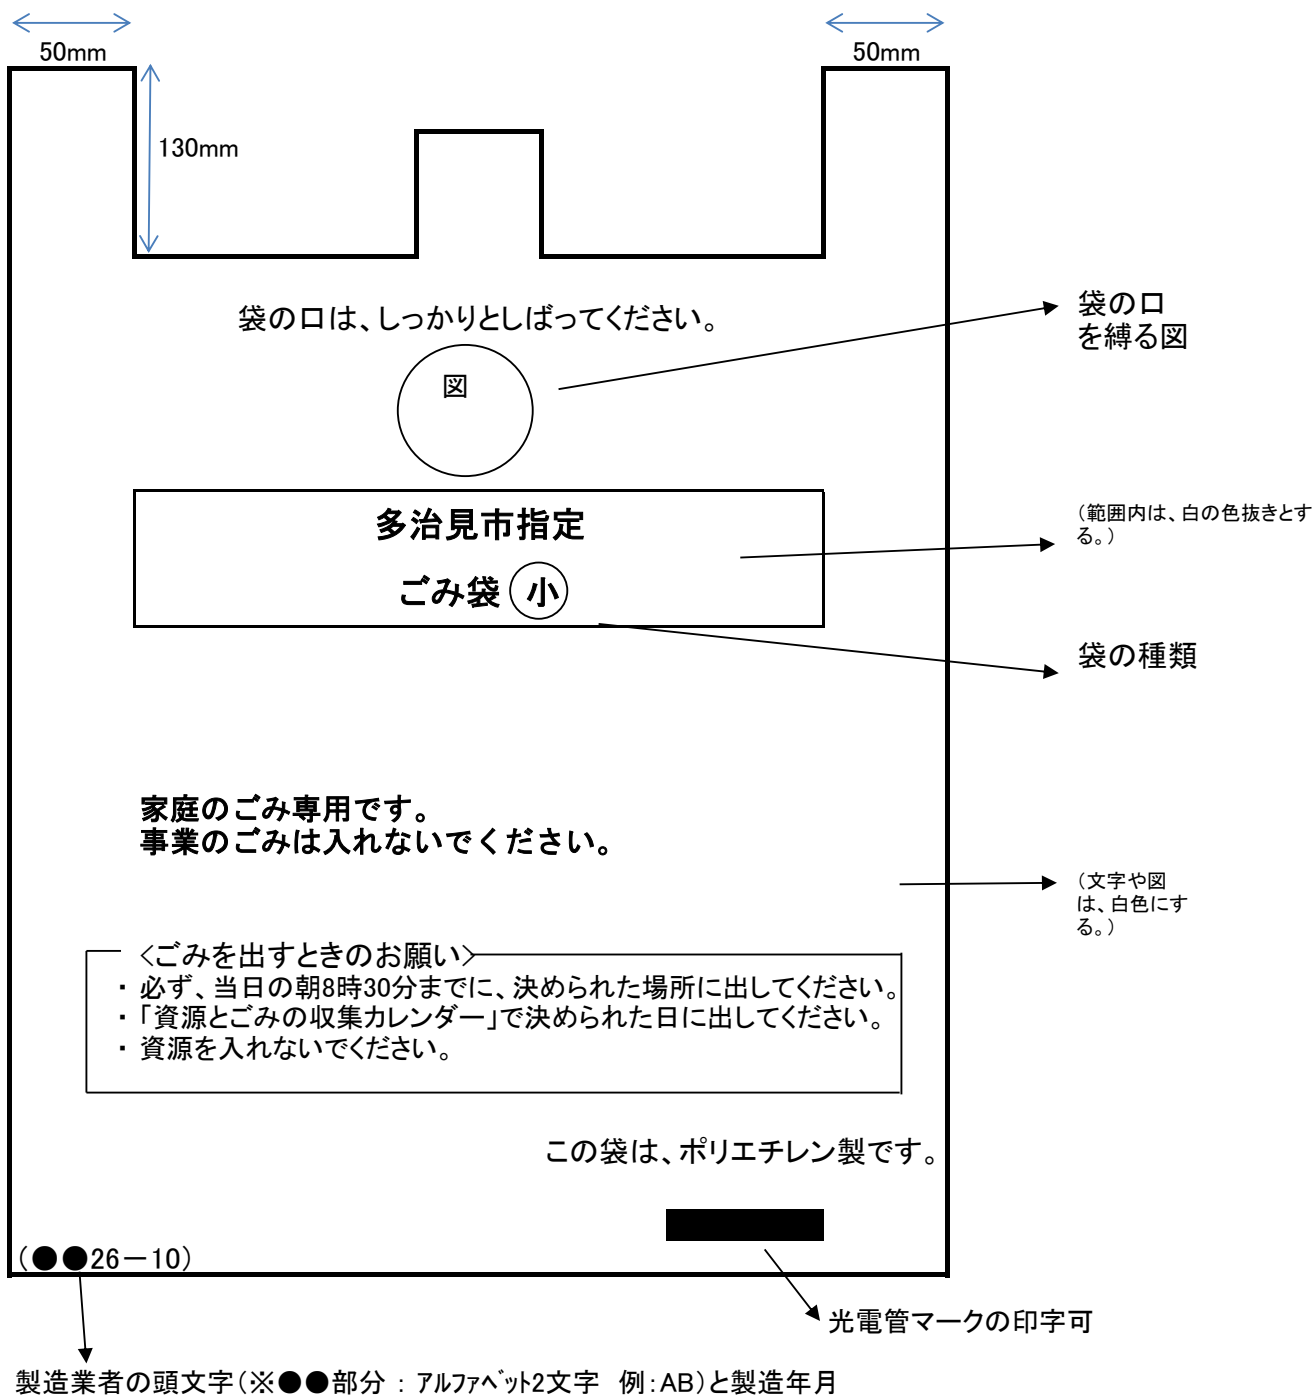 50mm
50mm
130mm
袋の口は、しっかりとしばってください。
袋の口
を縛る図
図
多治見市指定
(範囲内は、白の色抜きとす
る。)
ごみ袋 小
袋の種類
家庭のごみ専用です。
事業のごみは入れないでください。
(文字や図
は、白色にす
る。)
<ごみを出すときのお願い>
・ 必ず、当日の朝8時30分までに、決められた場所に出してください。
・「資源とごみの収集カレンダー」で決められた日に出してください。
・ 資源を入れないでください。
この袋は、ポリエチレン製です。
(●●26－10)
光電管マークの印字可
製造業者の頭文字(※●●部分 : ｱﾙﾌｧﾍﾞｯﾄ2文字 例:AB)と製造年月